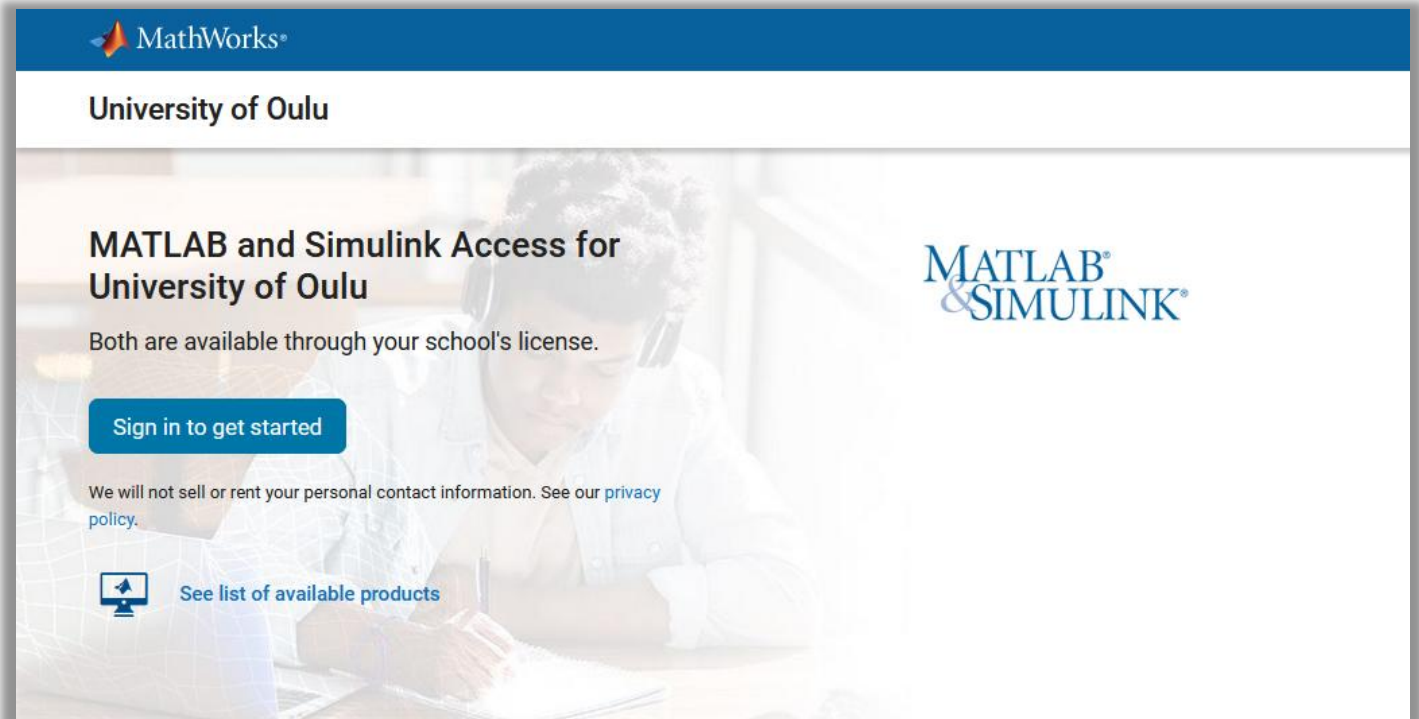 MathWorks®
University of Oulu
MATLAB and Simulink Access for
University of Oulu
Both are available through your school's license.
Sign in to get started
We will not sell or rent your personal contact information. See our privacy
policy.
See list of available products
MATLAB®
&SIMULINK®